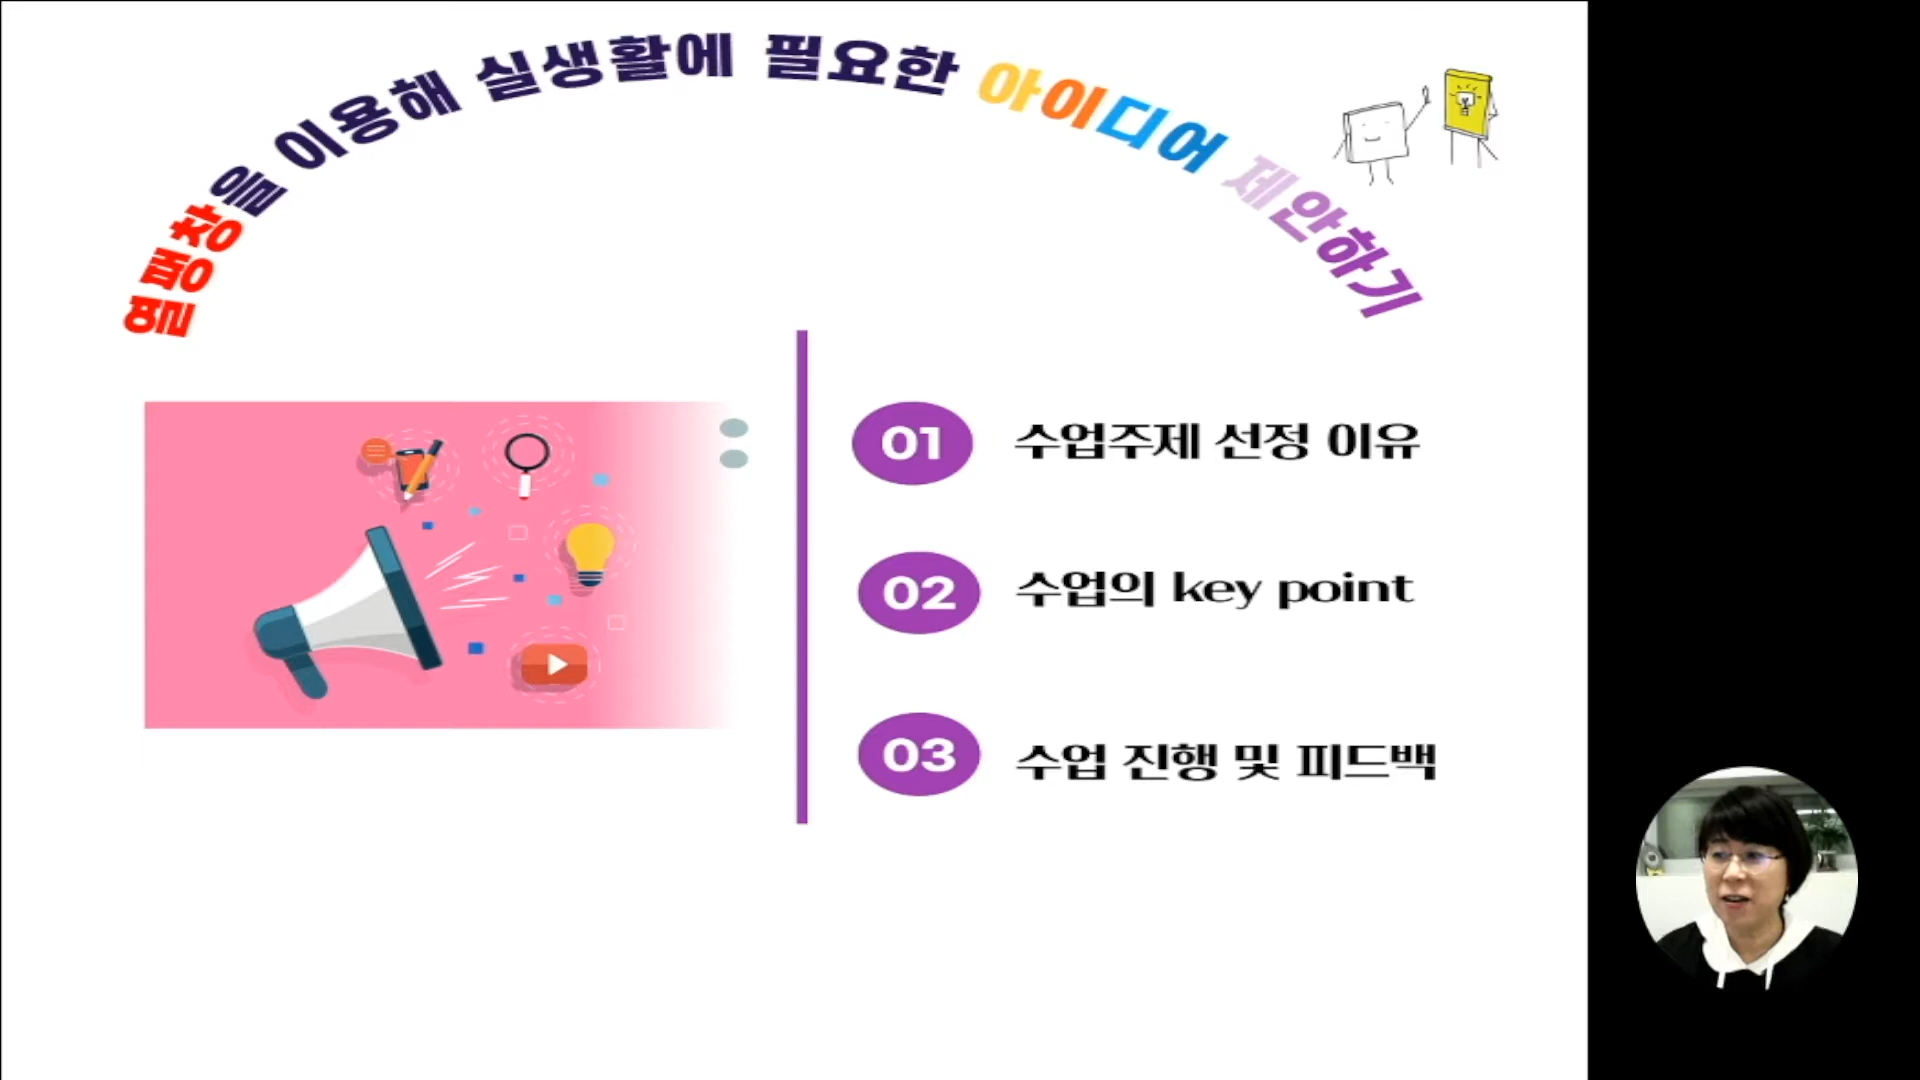 열팽창을 이용해 실생활에 필요한 아이디어 제안하기
01 수업주제 선정 이유
02 수업의 key point
03 수업 진행 및 피드백